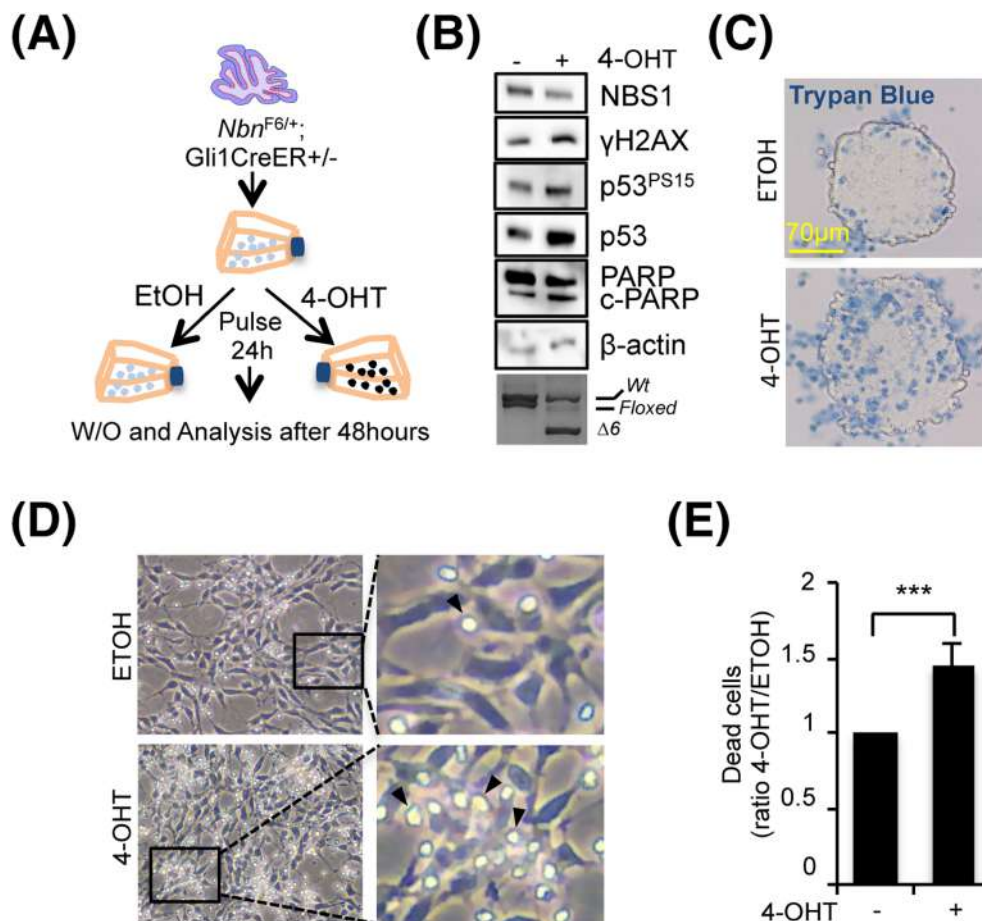 (A)
Nbn^F6/+;
Gli1CreER+/-
EtOH
4-OHT
Pulse
24h
W/O and Analysis after 48hours
(B)
- + 4-OHT
NBS1
γH2AX
p53^PS15
p53
PARP
c-PARP
β-actin
Wt
Floxed
Δ6
(C)
Trypan Blue
ETOH
70μm
4-OHT
(D)
ETOH
4-OHT
(E)
Dead cells
(ratio 4-OHT/ETOH)
2
1.5
1
0.5
0
***
4-OHT - +